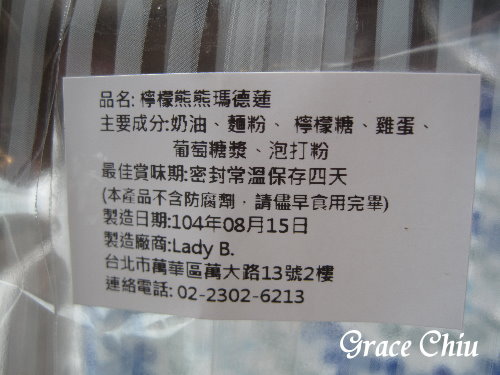 品名: 檸檬熊熊瑪德蓮
主要成分:奶油、麵粉、 檸檬糖、雞蛋、
葡萄糖漿、泡打粉
最佳賞味期:密封常溫保存四天
(本產品不含防腐劑，請儘早食用完畢)
製造日期:104年08月15日
製造廠商:Lady B.
台北市萬華區萬大路13號2樓
連絡電話: 02-2302-6213
Grace Chiu